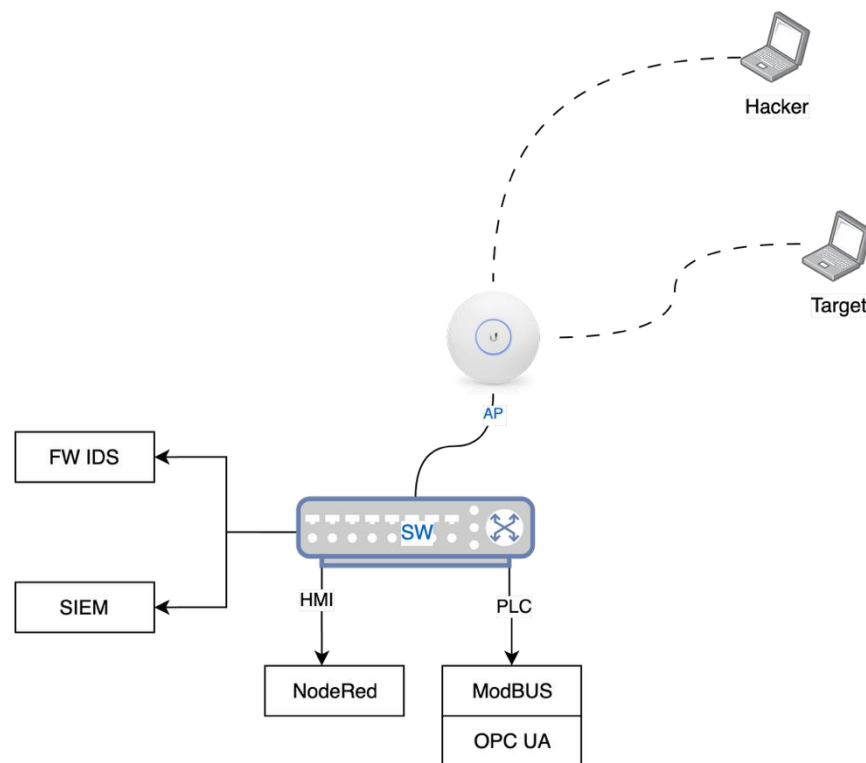 Hacker
Target
AP
FW IDS
SW
SIEM
HMI
PLC
NodeRed
ModBUS
OPC UA